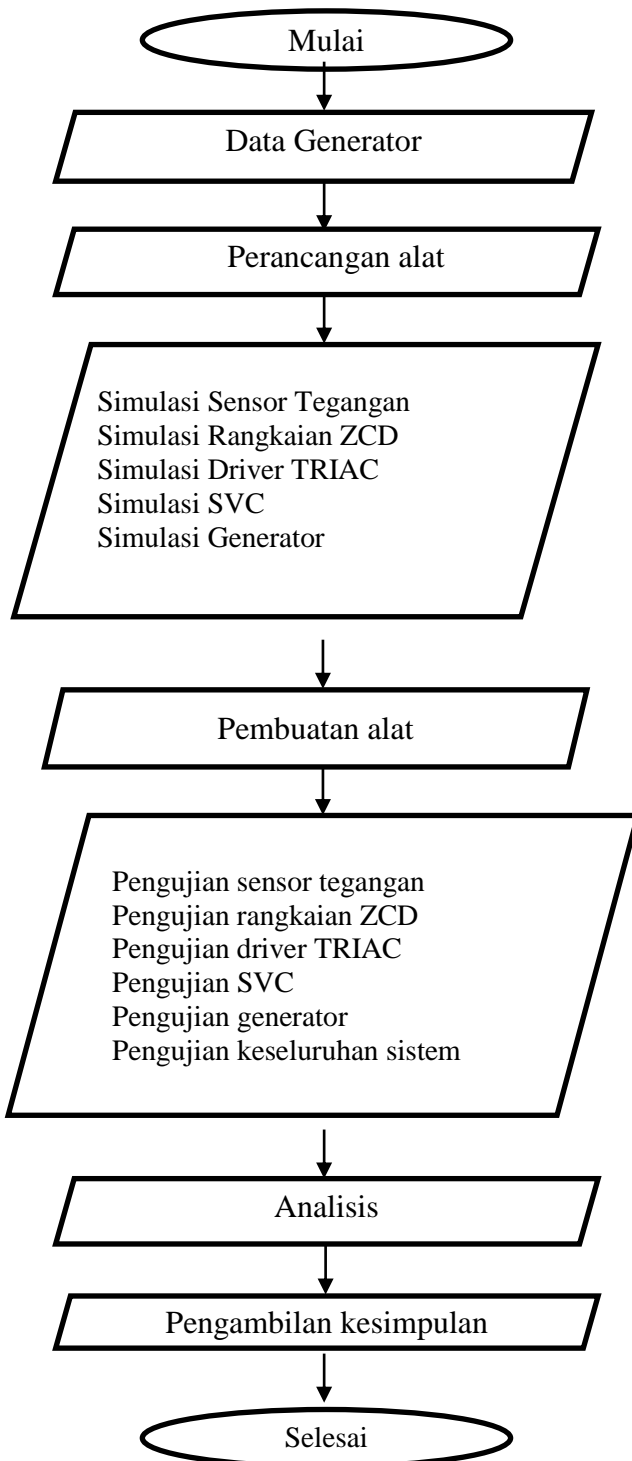 Mulai
Data Generator
Perancangan alat
Simulasi Sensor Tegangan
Simulasi Rangkaian ZCD
Simulasi Driver TRIAC
Simulasi SVC
Simulasi Generator
Pembuatan alat
Pengujian sensor tegangan
Pengujian rangkaian ZCD
Pengujian driver TRIAC
Pengujian SVC
Pengujian generator
Pengujian keseluruhan sistem
Analisis
Pengambilan kesimpulan
Selesai